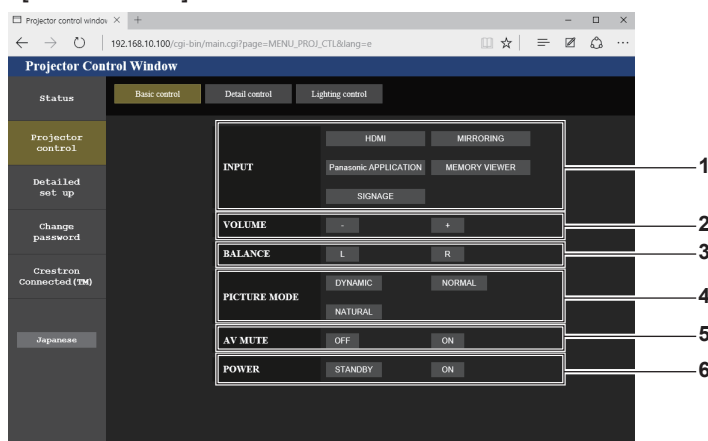 Projector control window
192.168.10.100/cgi-bin/main.cgi?page=MENU_PROJ_CTL&lang=e
Projector Control Window
Status
Projector
control
Detailed
set up
Change
password
Crestron
Connected(TM)
Japanese
Basic control
Detail control
Lighting control
INPUT
HDMI
MIRRORING
Panasonic APPLICATION
MEMORY VIEWER
SIGNAGE
1
VOLUME
-
+
2
BALANCE
L
R
3
PICTURE MODE
DYNAMIC
NORMAL
NATURAL
4
AV MUTE
OFF
ON
5
POWER
STANDBY
ON
6